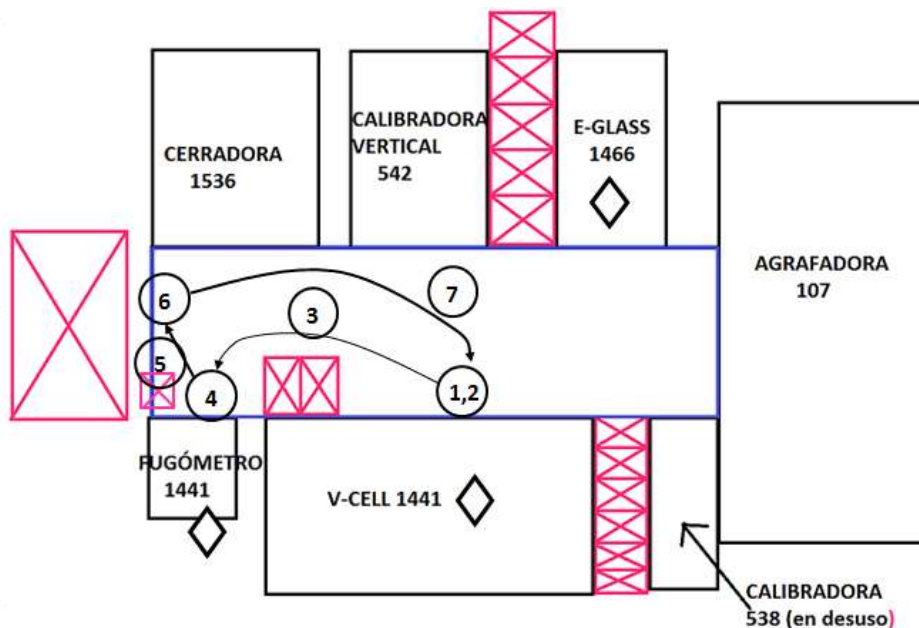 CERRADORA
1536
CALIBRADORA
VERTICAL
542
E-GLASS
1466
AGRAFADORA
107
6
7
3
5
4
1,2
FUGÓMETRO
1441
V-CELL 1441
CALIBRADORA
538 (en desuso)